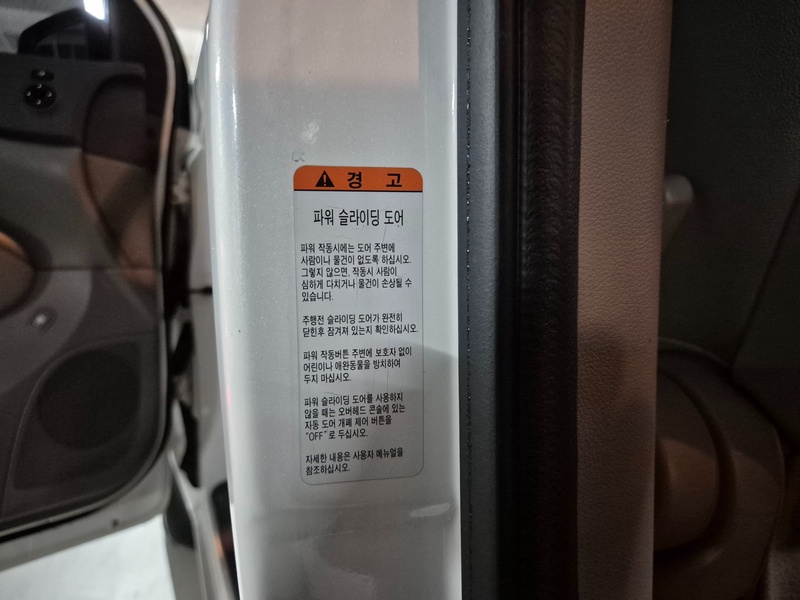 경 고
파워 슬라이딩 도어
파워 작동시에는 도어 주변에
사람이나 물건이 없도록 하십시오.
그렇지 않으면, 작동시 사람이
심하게 다치거나 물건이 손상될 수
있습니다.
주행전 슬라이딩 도어가 완전히
닫힌후 잠겨져 있는지 확인하십시오.
파워 작동버튼 주변에 보호자 없이
어린이나 애완동물을 방치하여
두지 마십시오.
파워 슬라이딩 도어를 사용하지
않을 때는 오버헤드 콘솔에 있는
자동 도어 개폐 제어 버튼을
"OFF"로 두십시오.
자세한 내용은 사용자 메뉴얼을
참조하십시오.